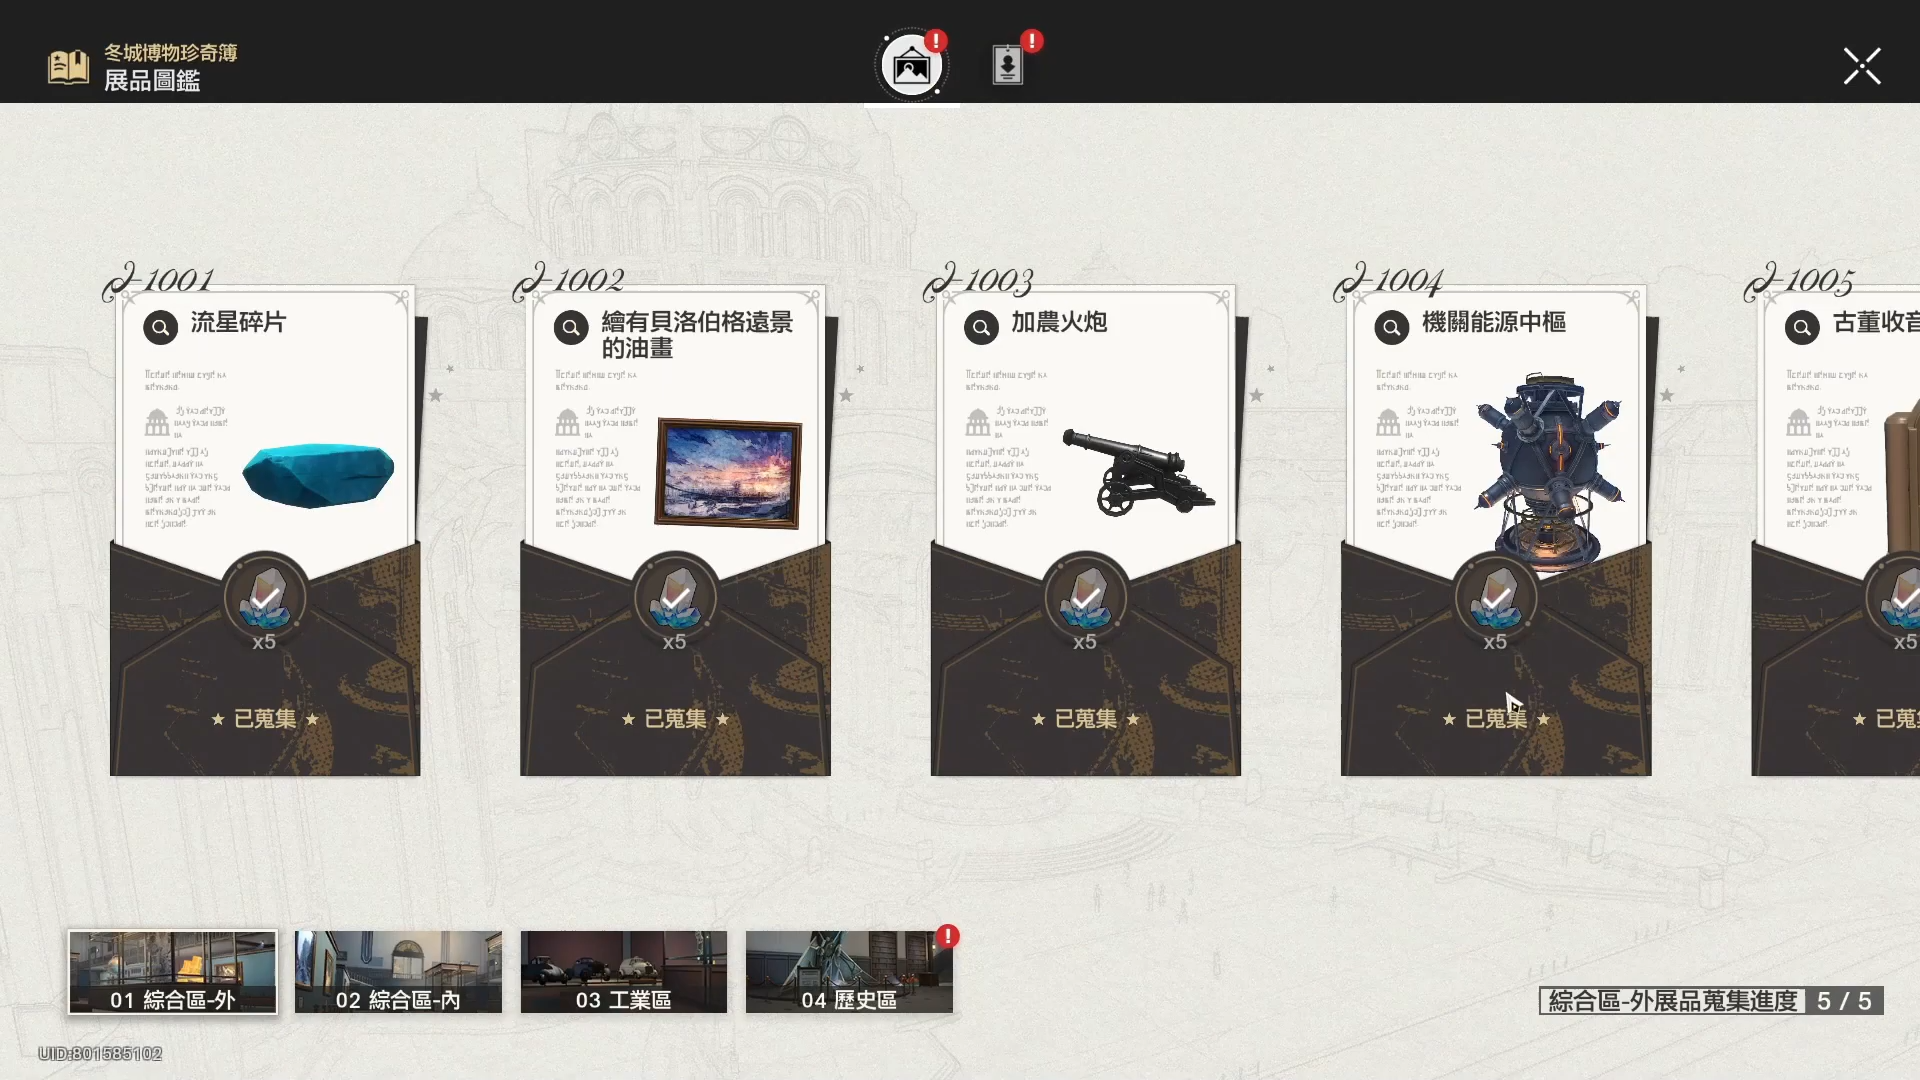 冬城博物珍奇簿
展品圖鑑
1001
流星碎片
x5
已蒐集
1002
繪有貝洛伯格遠景
的油畫
x5
已蒐集
1003
加農火炮
x5
已蒐集
1004
機關能源中樞
x5
已蒐集
1005
古董收音
x5
已蒐
01 綜合區-外
02 綜合區-內
03 工業區
04 歷史區
綜合區-外展品蒐集進度 5 / 5
UID:801585102